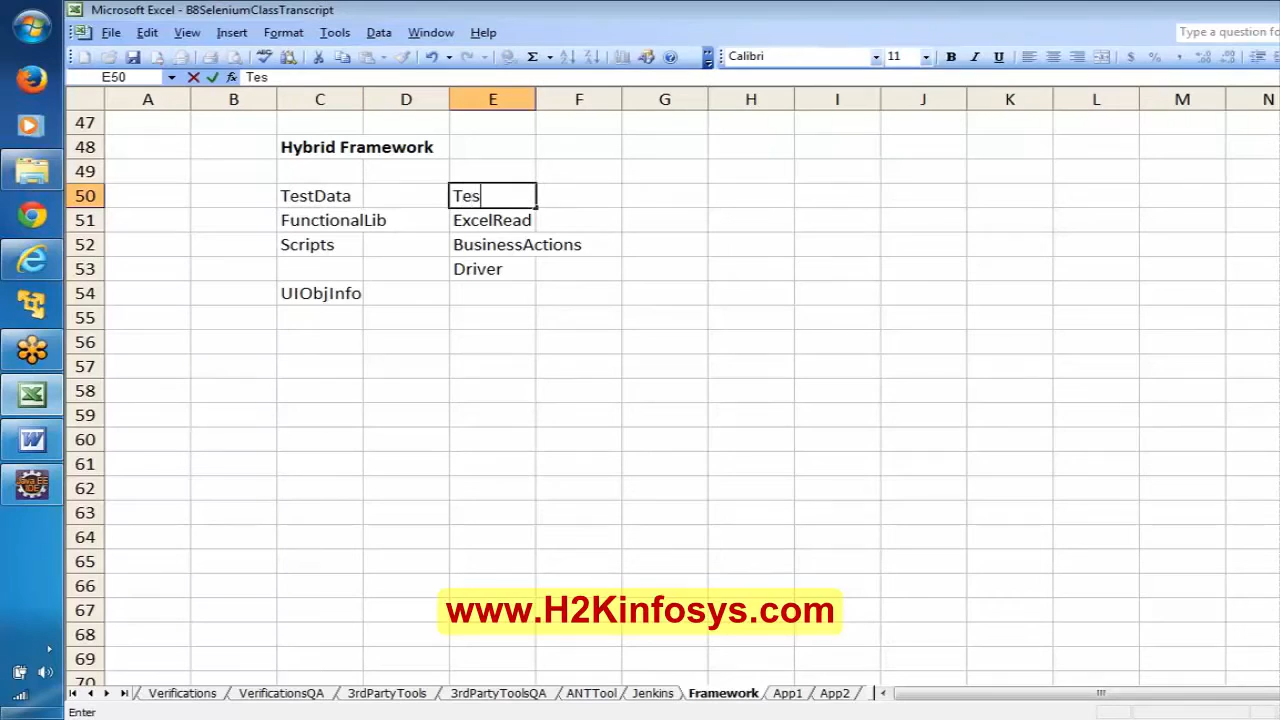 Microsoft Excel - B8SeleniumClassTranscript
File Edit View Insert Format Tools Data Window Help
Type a question fo
Calibri 11 B I U
E50 fx Tes
A B C D E F G H I J K L M N
47
48 Hybrid Framework
49
50 TestData Tes
51 FunctionalLib ExcelRead
52 Scripts BusinessActions
53 Driver
54 UIObjInfo
55
56
57
58
59
60
61
62
63
64
65
66
67
68
69
70
www.H2Kinfosys.com
Verifications VerificationsQA 3rdPartyTools 3rdPartyToolsQA ANTTool Jenkins Framework App1 App2
Enter